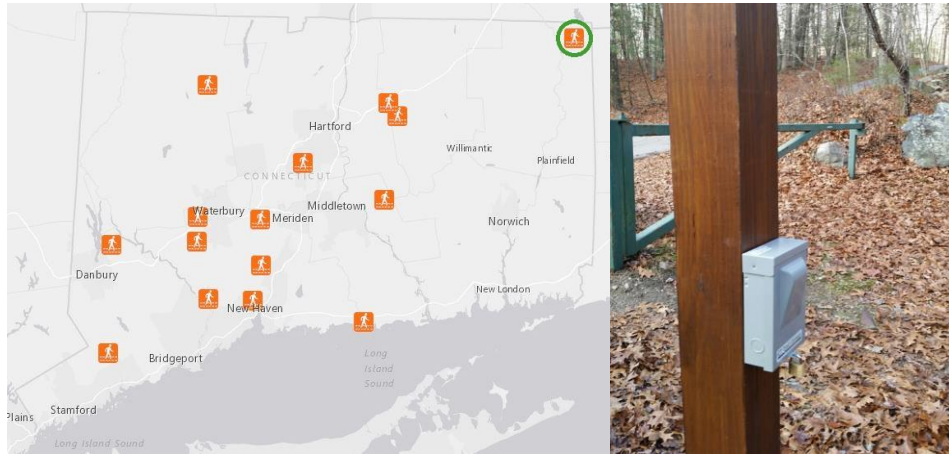 Hartford
Willimantic
Plainfield
CONNECTICUT
Waterbury
Meriden
Middletown
Norwich
Danbury
New London
New Haven
Bridgeport
Long
Island
Sound
Stamford
Plains
Long Island Sound